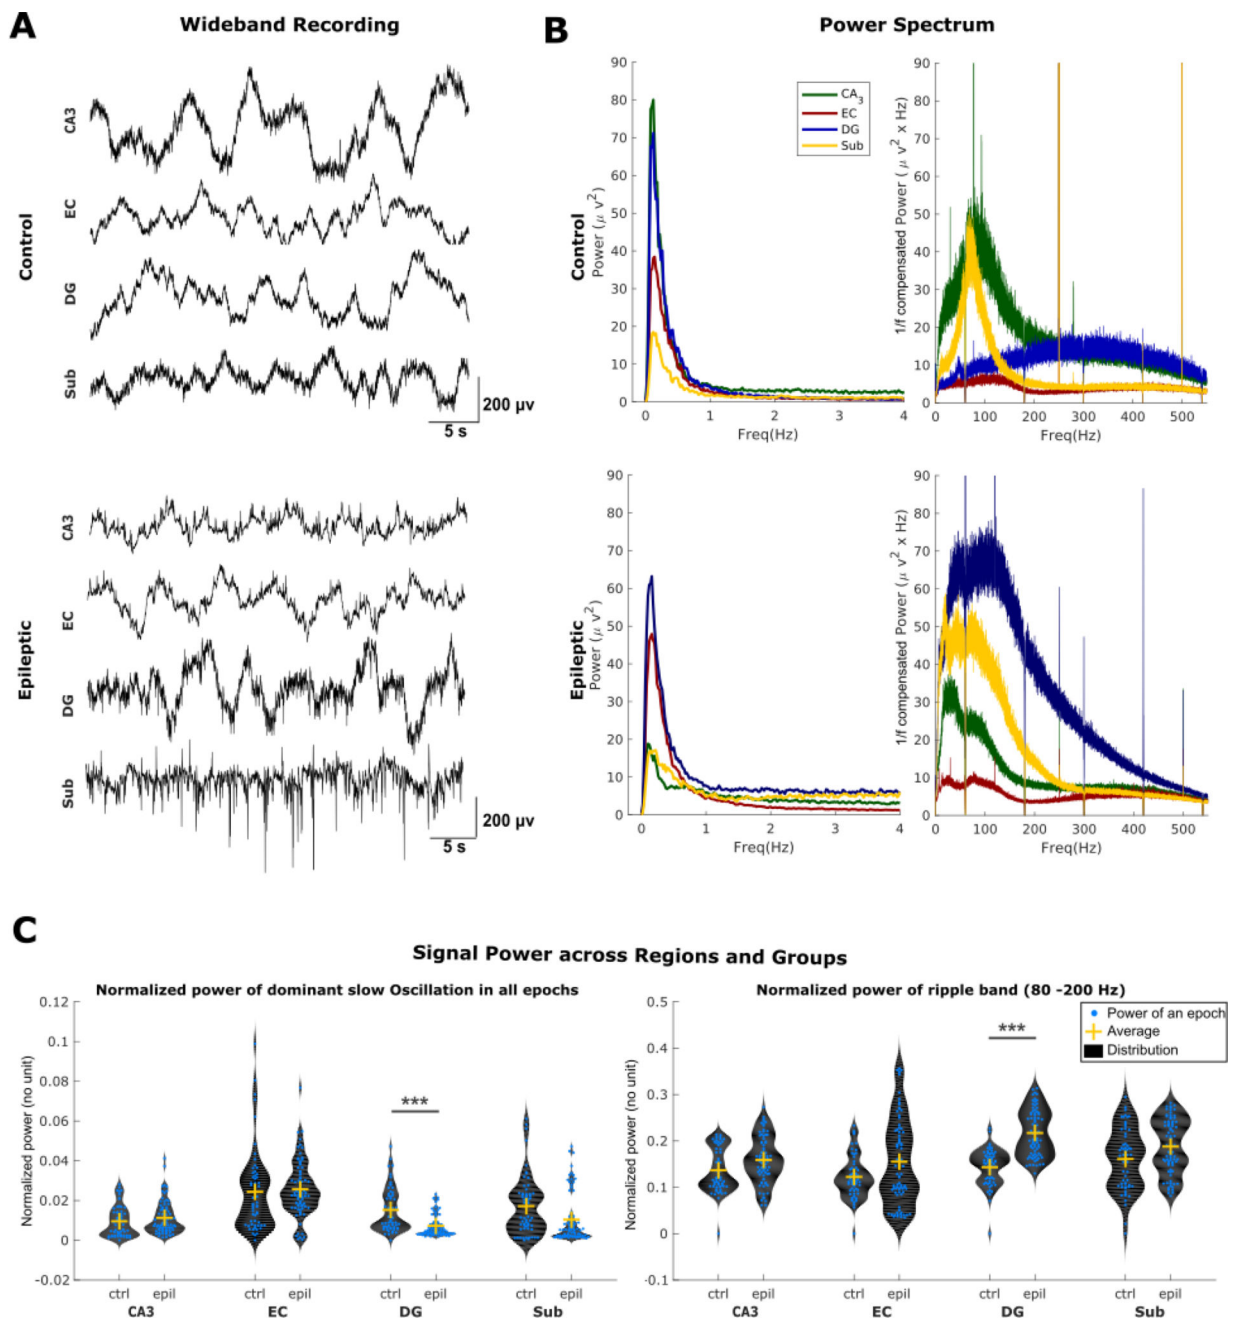 A
Wideband Recording
B
Power Spectrum
Control
CA3
EC
DG
Sub
200 μv
5 s
Control
Power (μ v²)
90
80
70
60
50
40
30
20
10
0
0 1 2 3 4
Freq(Hz)
CA₃
EC
DG
Sub
1/f compensated Power (μ v² x Hz)
90
80
70
60
50
40
30
20
10
0
0 100 200 300 400 500
Freq(Hz)
Epileptic
CA3
EC
DG
Sub
200 μv
5 s
Epileptic
Power (μ v²)
90
80
70
60
50
40
30
20
10
0
0 1 2 3 4
Freq(Hz)
1/f compensated Power (μ v² x Hz)
90
80
70
60
50
40
30
20
10
0
0 100 200 300 400 500
Freq(Hz)
C
Signal Power across Regions and Groups
Normalized power of dominant slow Oscillation in all epochs
Normalized power (no unit)
0.12
0.1
0.08
0.06
0.04
0.02
0
-0.02
***
ctrl epil ctrl epil ctrl epil ctrl epil
CA3 EC DG Sub
Normalized power of ripple band (80 -200 Hz)
Normalized power (no unit)
0.5
0.4
0.3
0.2
0.1
0
-0.1
***
Power of an epoch
Average
Distribution
ctrl epil ctrl epil ctrl epil ctrl epil
CA3 EC DG Sub